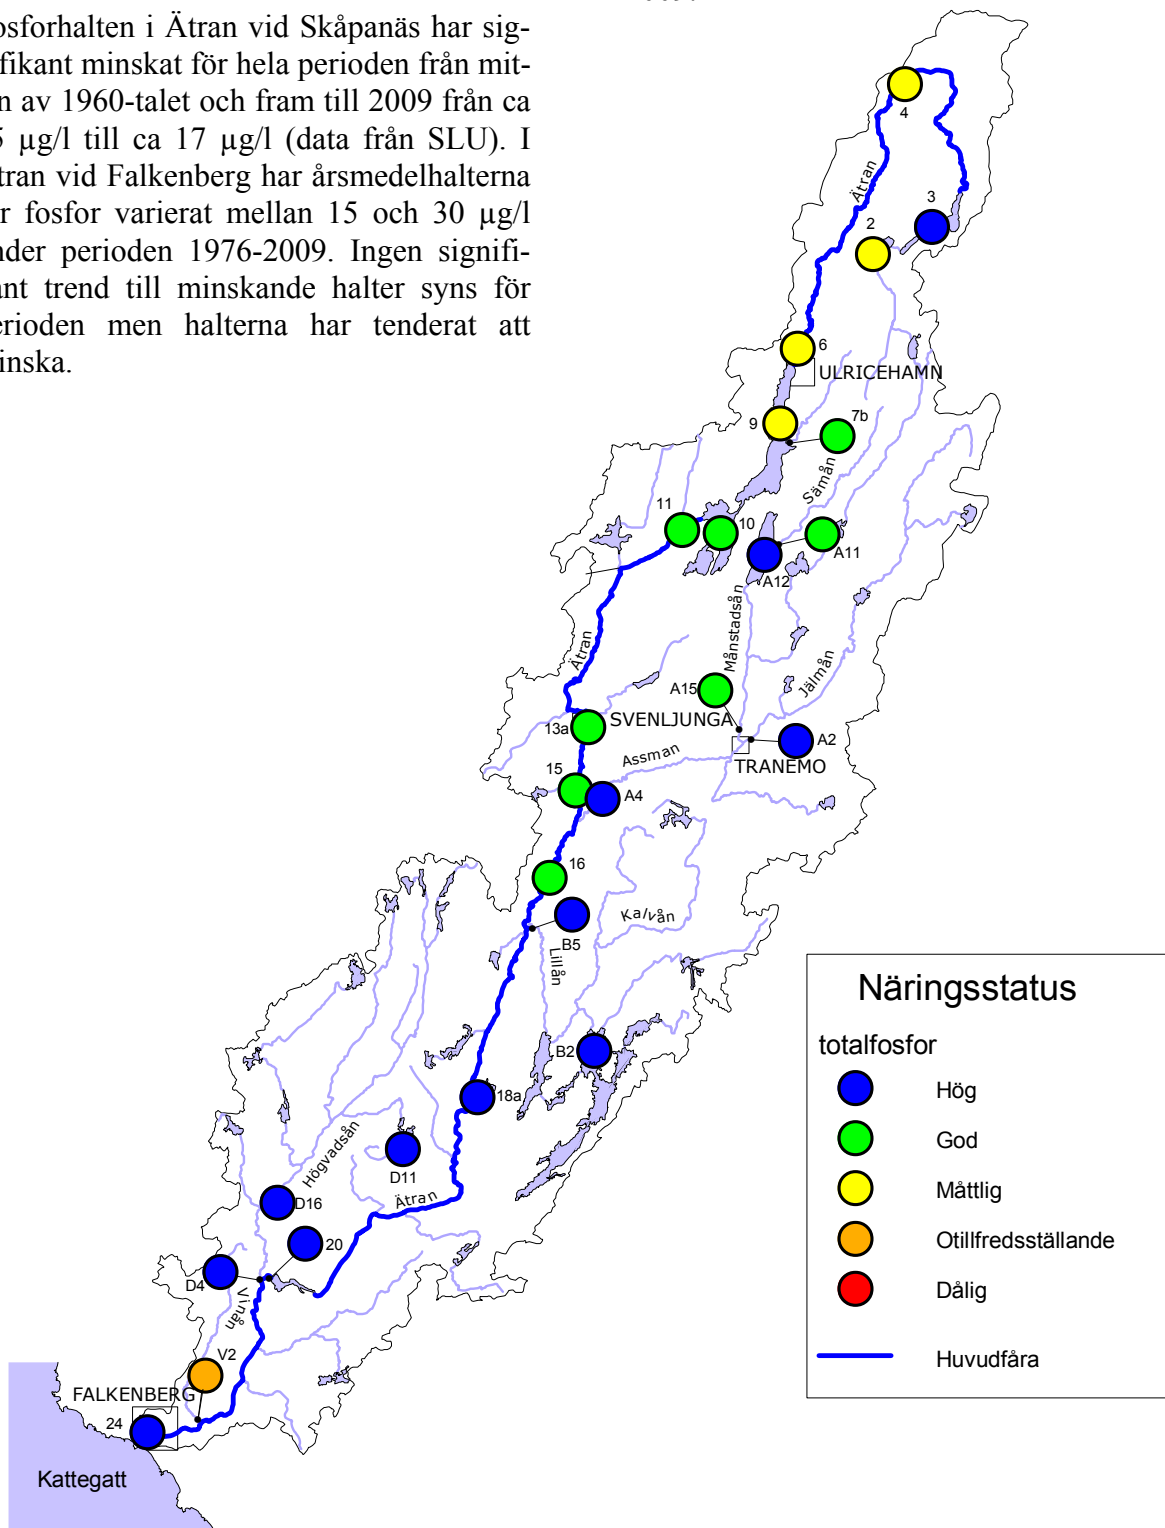 osforhalten i Ätran vid Skåpanäs har sig-
fikant minskat för hela perioden från mit-
n av 1960-talet och fram till 2009 från ca
5 µg/l till ca 17 µg/l (data från SLU). I
tran vid Falkenberg har årsmedelhalterna
r fosfor varierat mellan 15 och 30 µg/l
nder perioden 1976-2009. Ingen signifi-
ant trend till minskande halter syns för
erioden men halterna har tenderat att
inska.
4
Ätran
3
2
6
ULRICEHAMN
9
7b
Sämån
11
10
A11
A12
Månstadsån
Ätran
Jälmån
A15
13a
SVENLJUNGA
A2
Assman
TRANEMO
15
A4
16
Kalvån
B5
Lillån
B2
18a
Högvadsån
D11
Ätran
D16
20
D4
Vinån
V2
FALKENBERG
24
Kattegatt
Näringsstatus
totalfosfor
Hög
God
Måttlig
Otillfredsställande
Dålig
Huvudfåra